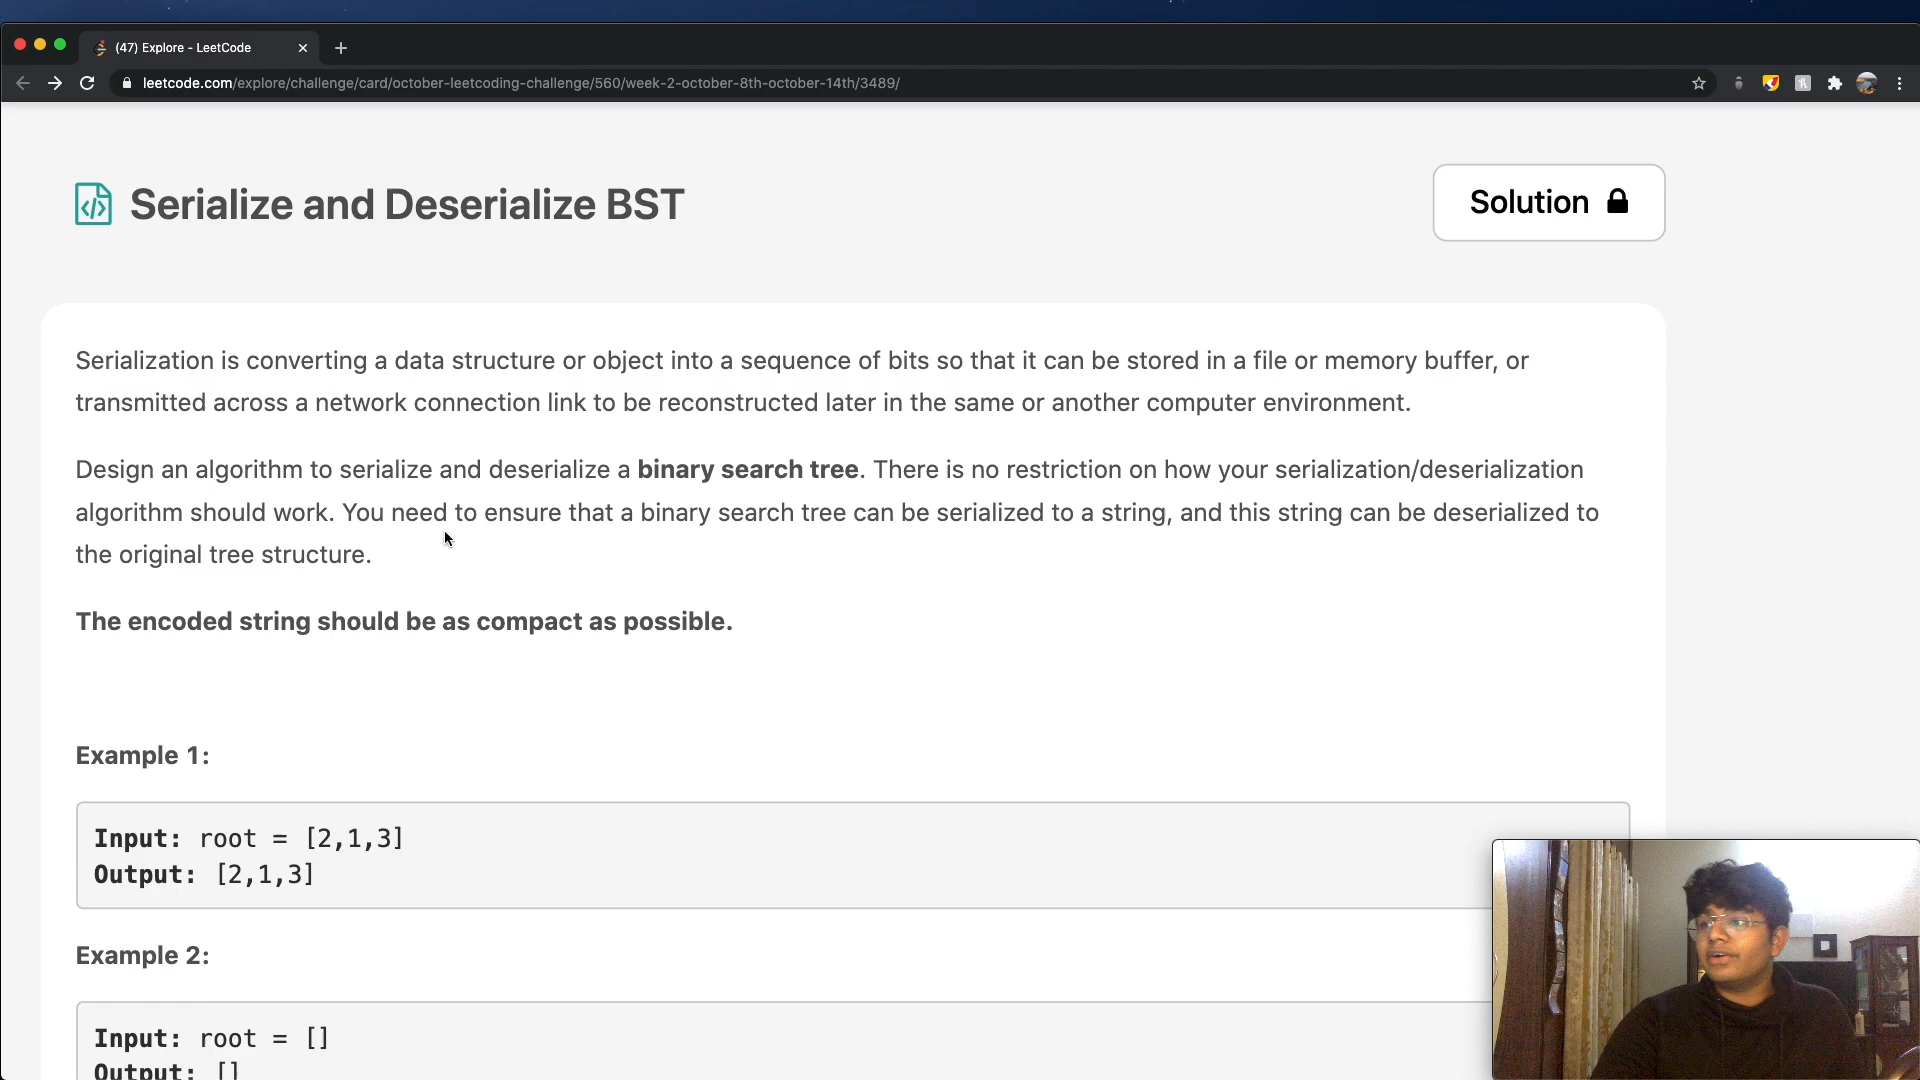 (47) Explore - LeetCode
leetcode.com/explore/challenge/card/october-leetcoding-challenge/560/week-2-october-8th-october-14th/3489/
Serialize and Deserialize BST
Solution
Serialization is converting a data structure or object into a sequence of bits so that it can be stored in a file or memory buffer, or
transmitted across a network connection link to be reconstructed later in the same or another computer environment.
Design an algorithm to serialize and deserialize a binary search tree. There is no restriction on how your serialization/deserialization
algorithm should work. You need to ensure that a binary search tree can be serialized to a string, and this string can be deserialized to
the original tree structure.
The encoded string should be as compact as possible.
Example 1:
Input: root = [2,1,3]
Output: [2,1,3]
Example 2:
Input: root = []
Output: []